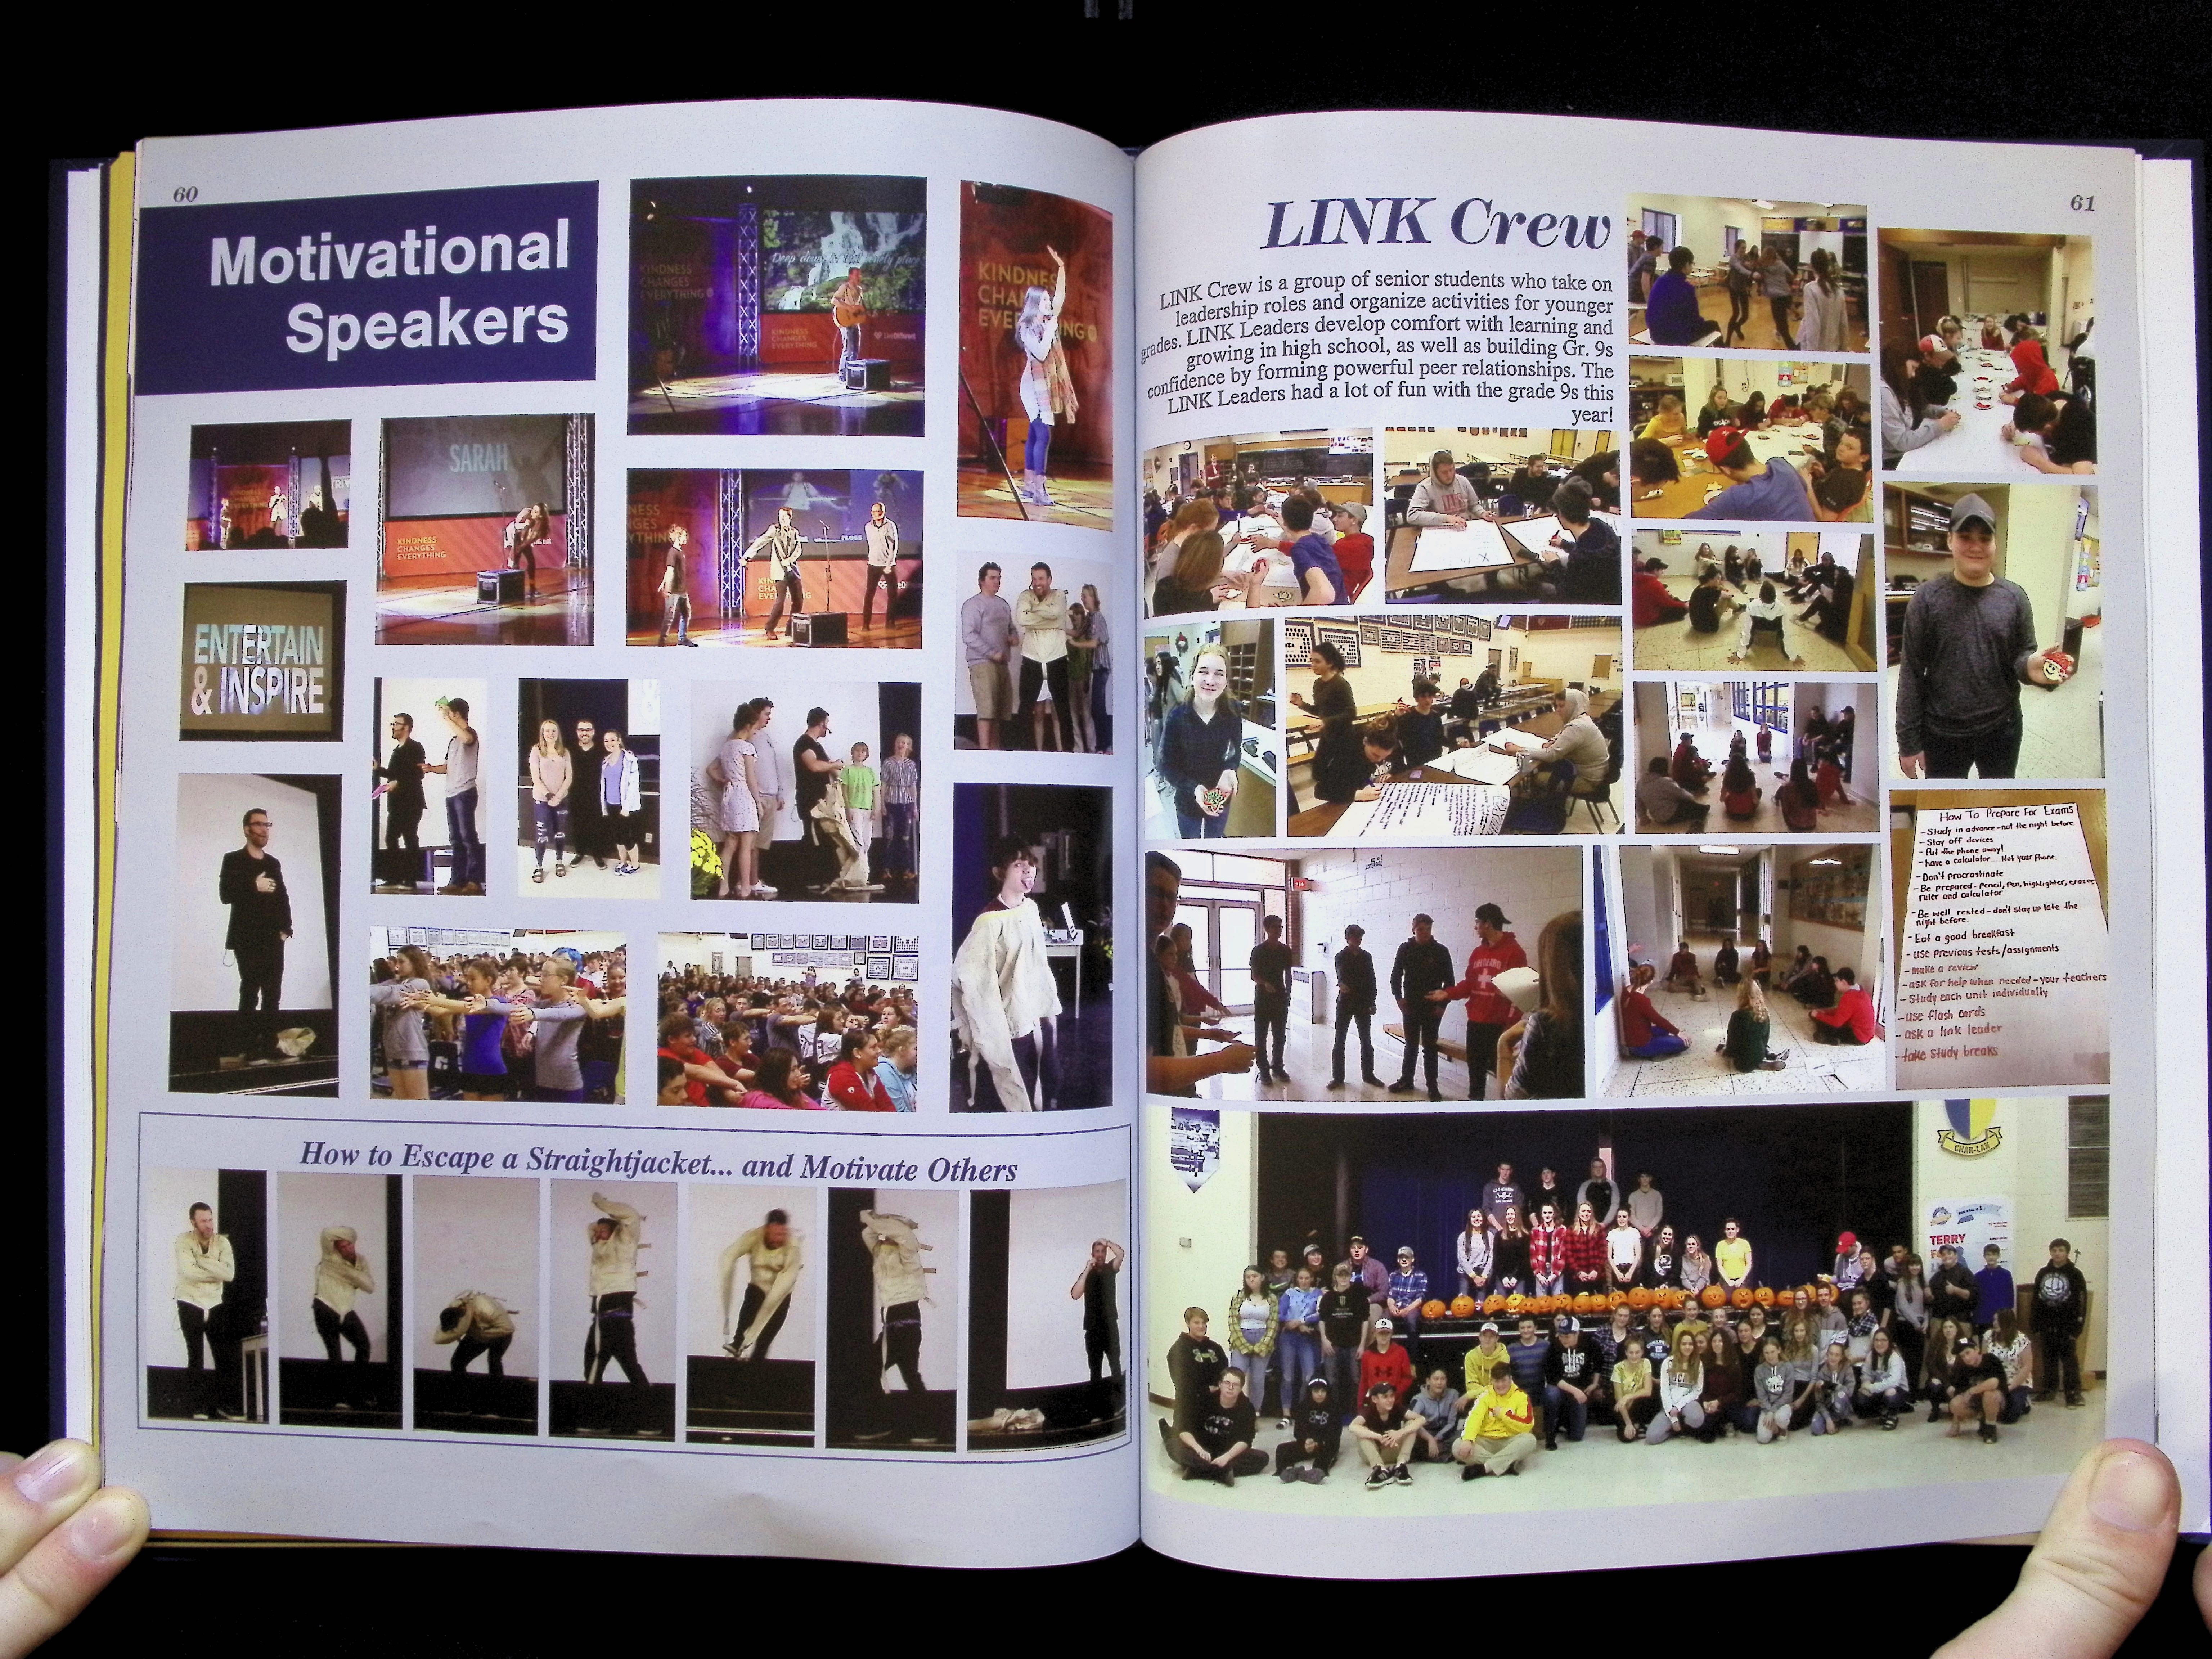 60
Motivational
Speakers
KINDNESS
CHANGES
EVERYTHING
KINDNESS
CHANGES
EVERYTHING
KINDNESS
EVERYTHING
SARAH
KINDNESS
CHANGES
EVERYTHING
ENTERTAIN
& INSPIRE
How to Escape a Straightjacket... and Motivate Others
61
LINK Crew
LINK Crew is a group of senior students who take on
leadership roles and organize activities for younger
grades. LINK Leaders develop comfort with learning and
growing in high school, as well as building Gr. 9s
confidence by forming powerful peer relationships. The
LINK Leaders had a lot of fun with the grade 9s this
year!
How To Prepare For Exams
- Study in advance - not the night before
- Stay off devices
- Put the phone away!
- have a calculator... Not your phone.
- Don't procrastinate
- Be prepared - Pencil, Pen, highlighter, eraser,
ruler and calculator
- Be well rested - don't stay up late the
night before.
- Eat a good breakfast
- use previous tests/assignments
- make a review
- ask for help when needed - your teachers
- Study each unit individually
- use flash cards
- ask a link leader
- take study breaks
CHAR-LAN
TERRY